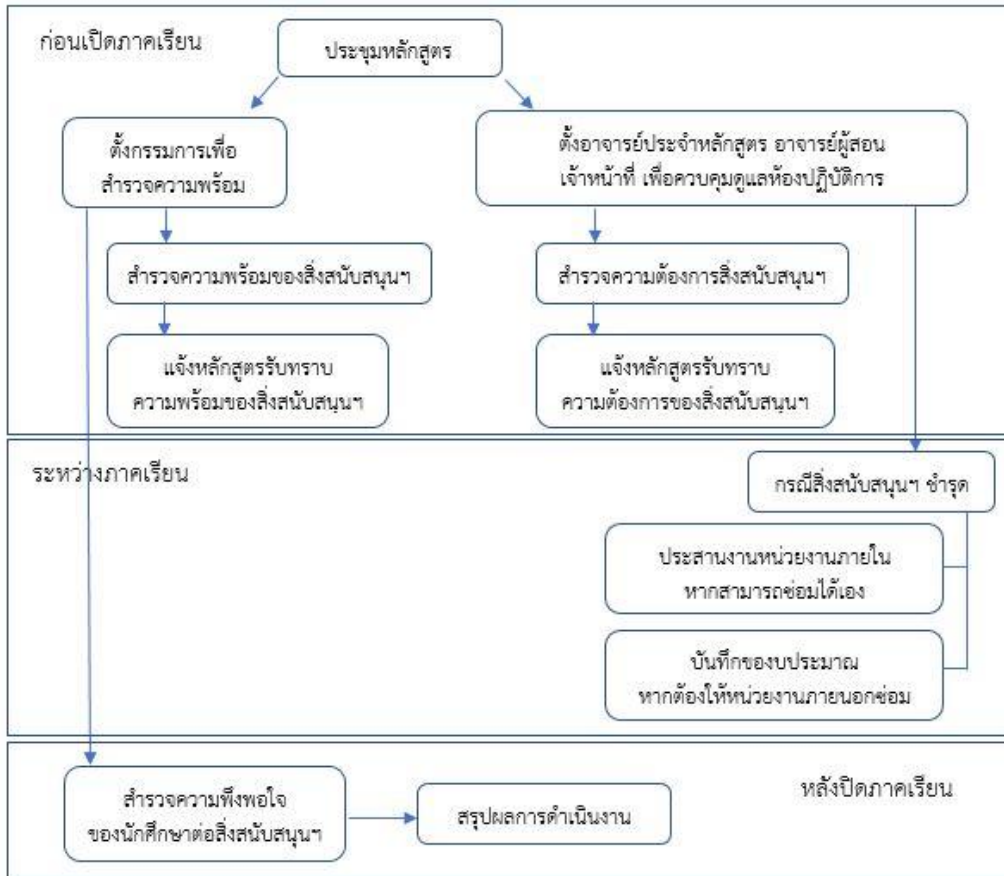 ก่อนเปิดภาคเรียน
ประชุมหลักสูตร
ตั้งกรรมการเพื่อ
สำรวจความพร้อม
ตั้งอาจารย์ประจำหลักสูตร อาจารย์ผู้สอน
เจ้าหน้าที่ เพื่อควบคุมดูแลห้องปฏิบัติการ
สำรวจความพร้อมของสิ่งสนับสนุนฯ
สำรวจความต้องการสิ่งสนับสนุนฯ
แจ้งหลักสูตรรับทราบ
ความพร้อมของสิ่งสนับสนุนฯ
แจ้งหลักสูตรรับทราบ
ความต้องการของสิ่งสนับสนุนฯ
ระหว่างภาคเรียน
กรณีสิ่งสนับสนุนฯ ชำรุด
ประสานงานหน่วยงานภายใน
หากสามารถซ่อมได้เอง
บันทึกของบประมาณ
หากต้องให้หน่วยงานภายนอกซ่อม
หลังปิดภาคเรียน
สำรวจความพึงพอใจ
ของนักศึกษาต่อสิ่งสนับสนุนฯ
สรุปผลการดำเนินงาน